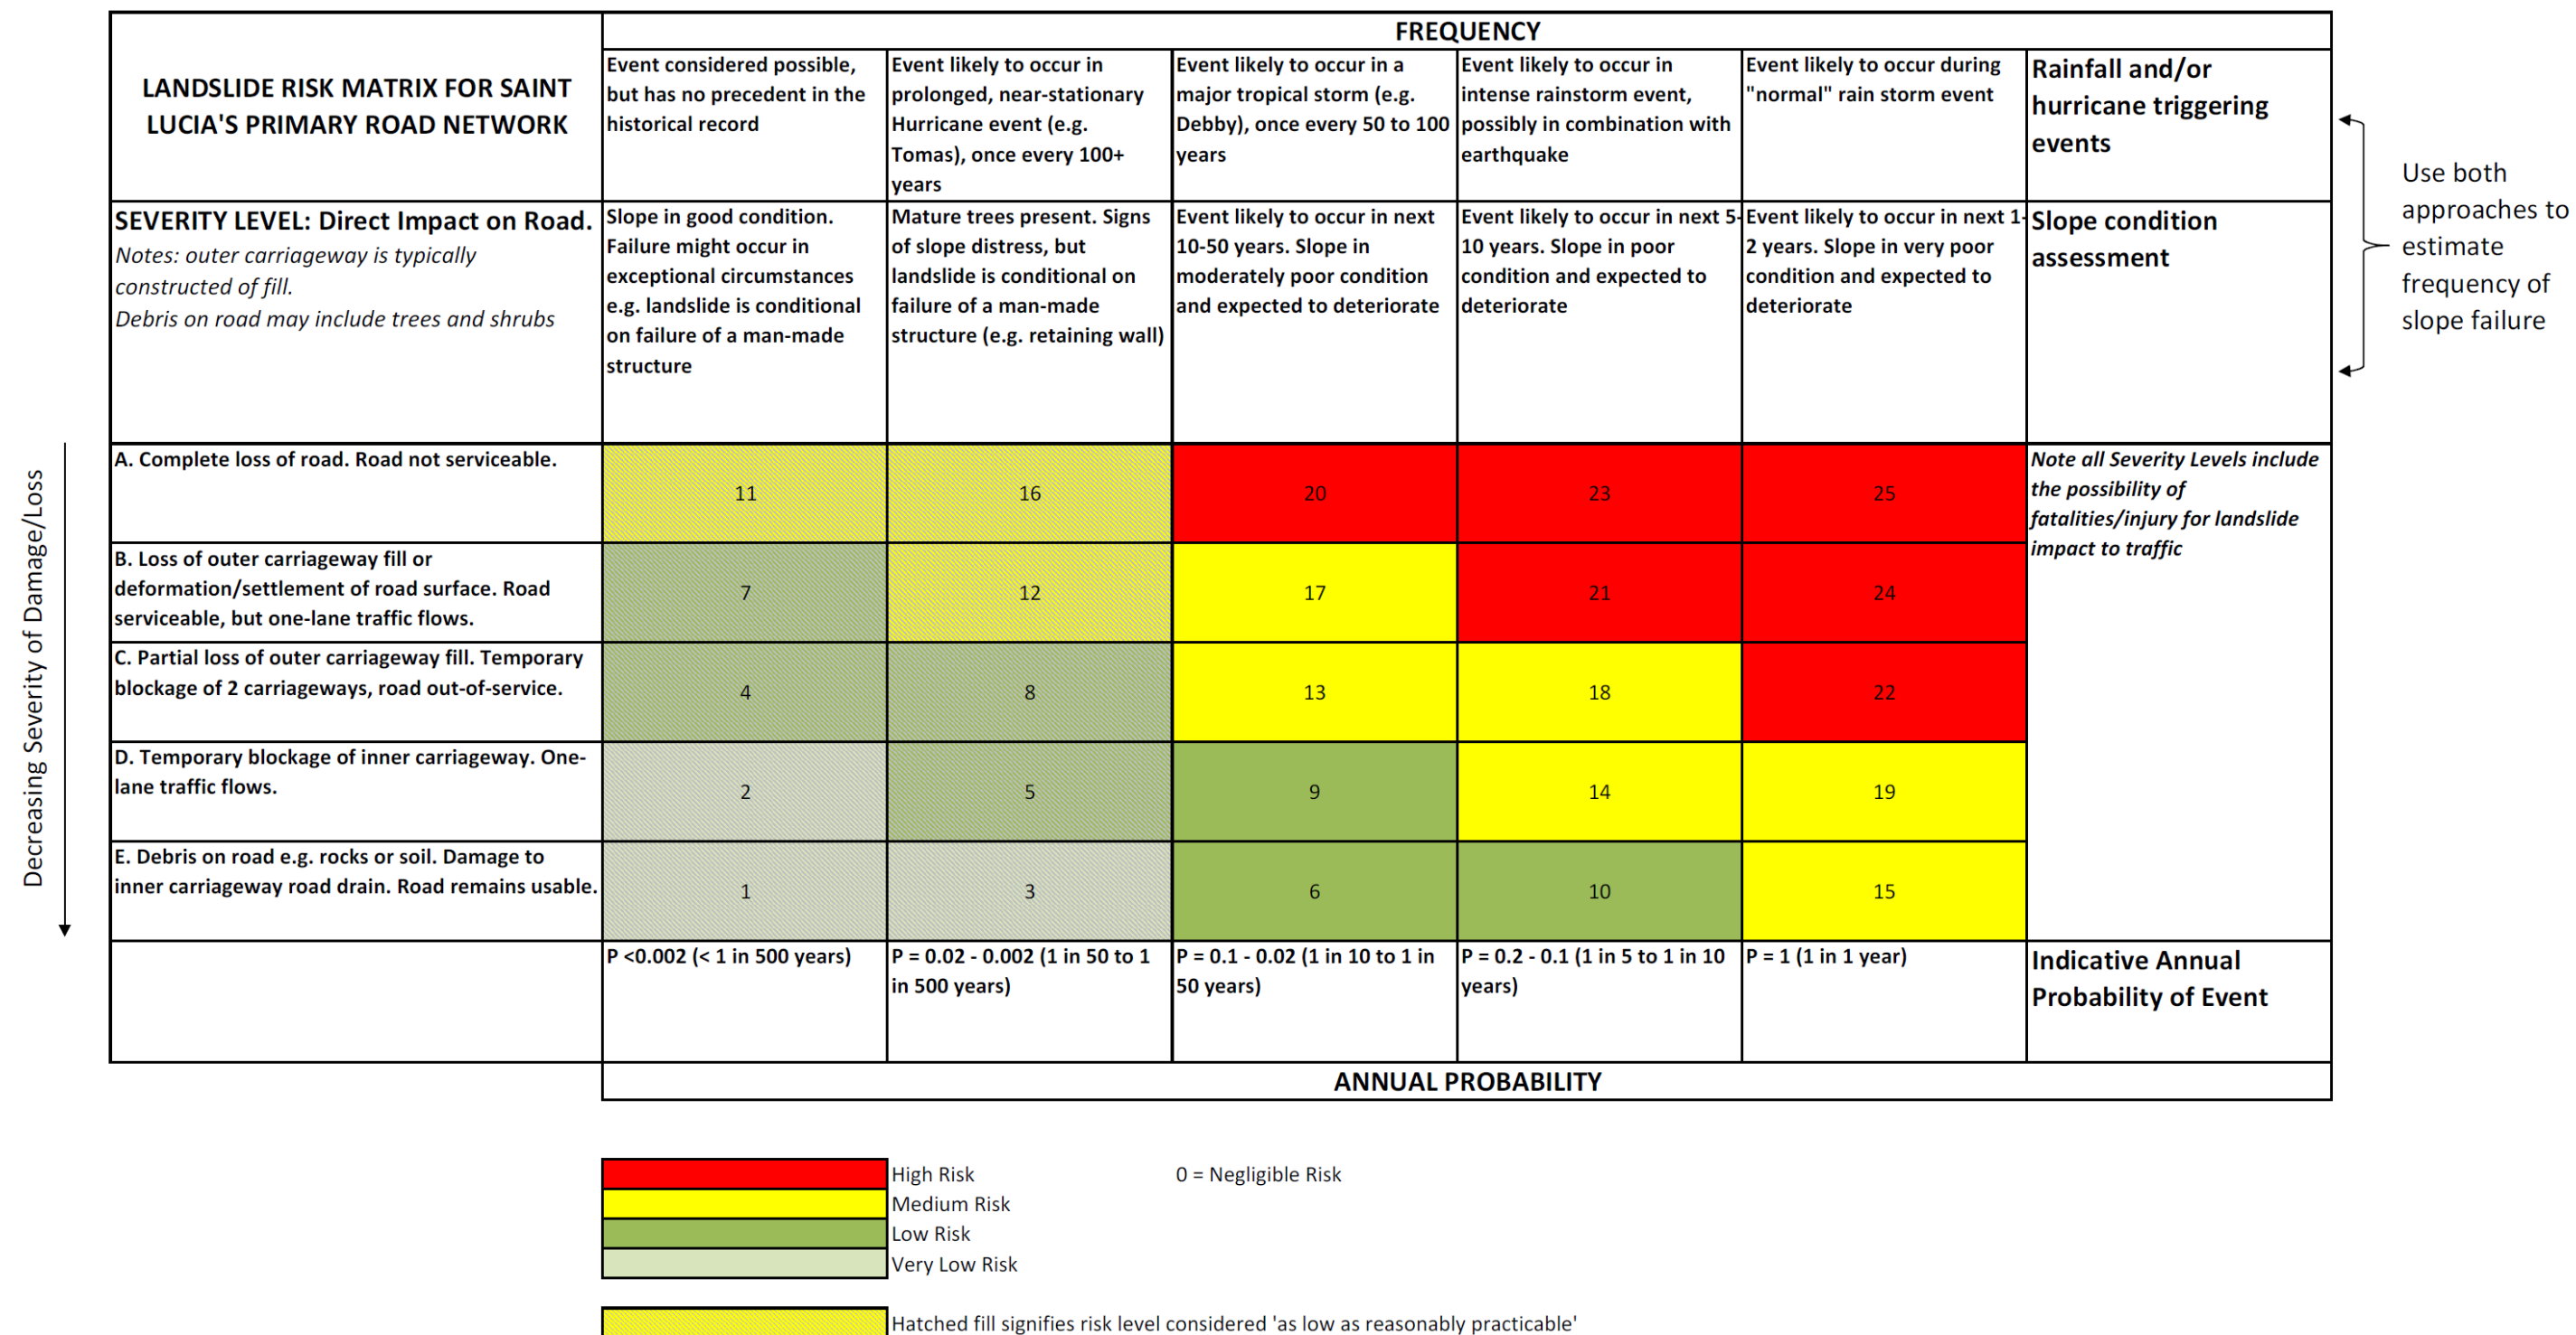 FREQUENCY
LANDSLIDE RISK MATRIX FOR SAINT
LUCIA'S PRIMARY ROAD NETWORK
Event considered possible,
but has no precedent in the
historical record
Event likely to occur in
prolonged, near-stationary
Hurricane event (e.g.
Tomas), once every 100+
years
Event likely to occur in a
major tropical storm (e.g.
Debby), once every 50 to 100
years
Event likely to occur in
intense rainstorm event,
possibly in combination with
earthquake
Event likely to occur during
"normal" rain storm event
Rainfall and/or
hurricane triggering
events
Use both
approaches to
estimate
frequency of
slope failure
SEVERITY LEVEL: Direct Impact on Road.
Notes: outer carriageway is typically
constructed of fill.
Debris on road may include trees and shrubs
Slope in good condition.
Failure might occur in
exceptional circumstances
e.g. landslide is conditional
on failure of a man-made
structure
Mature trees present. Signs
of slope distress, but
landslide is conditional on
failure of a man-made
structure (e.g. retaining wall)
Event likely to occur in next
10-50 years. Slope in
moderately poor condition
and expected to deteriorate
Event likely to occur in next 5-
10 years. Slope in poor
condition and expected to
deteriorate
Event likely to occur in next 1-
2 years. Slope in very poor
condition and expected to
deteriorate
Slope condition
assessment
Decreasing Severity of Damage/Loss
A. Complete loss of road. Road not serviceable.
11
16
20
23
25
Note all Severity Levels include
the possibility of
fatalities/injury for landslide
impact to traffic
B. Loss of outer carriageway fill or
deformation/settlement of road surface. Road
serviceable, but one-lane traffic flows.
7
12
17
21
24
C. Partial loss of outer carriageway fill. Temporary
blockage of 2 carriageways, road out-of-service.
4
8
13
18
22
D. Temporary blockage of inner carriageway. One-
lane traffic flows.
2
5
9
14
19
E. Debris on road e.g. rocks or soil. Damage to
inner carriageway road drain. Road remains usable.
1
3
6
10
15
P <0.002 (< 1 in 500 years)
P = 0.02 - 0.002 (1 in 50 to 1
in 500 years)
P = 0.1 - 0.02 (1 in 10 to 1 in
50 years)
P = 0.2 - 0.1 (1 in 5 to 1 in 10
years)
P = 1 (1 in 1 year)
Indicative Annual
Probability of Event
ANNUAL PROBABILITY
High Risk
0 = Negligible Risk
Medium Risk
Low Risk
Very Low Risk
Hatched fill signifies risk level considered 'as low as reasonably practicable'